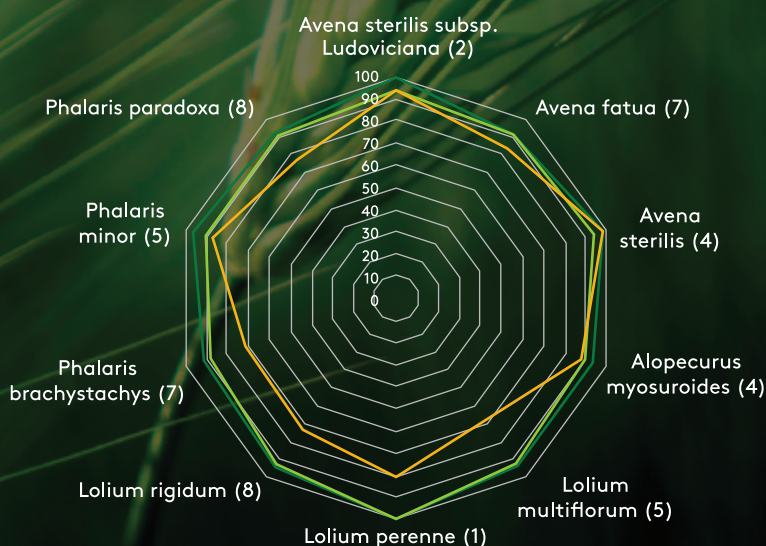 Avena sterilis subsp.
Ludoviciana (2)
Avena fatua (7)
Avena
sterilis (4)
Alopecurus
myosuroides (4)
Lolium
multiflorum (5)
Lolium perenne (1)
Lolium rigidum (8)
Phalaris
brachystachys (7)
Phalaris
minor (5)
Phalaris paradoxa (8)
100
90
80
70
60
50
40
30
20
10
0